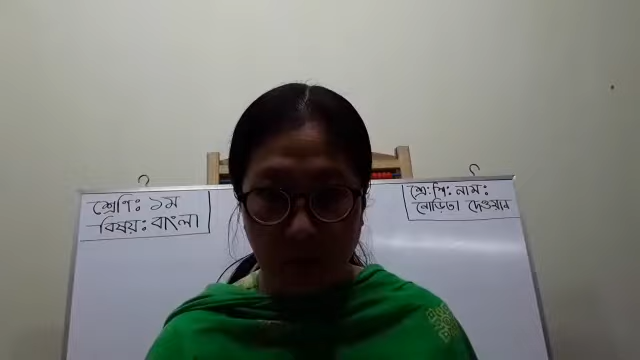 শ্রেণি: ১ম
বিষয়: বাংলা
শ্রে: শি: নাম:
নোড়িতা দেওয়ান